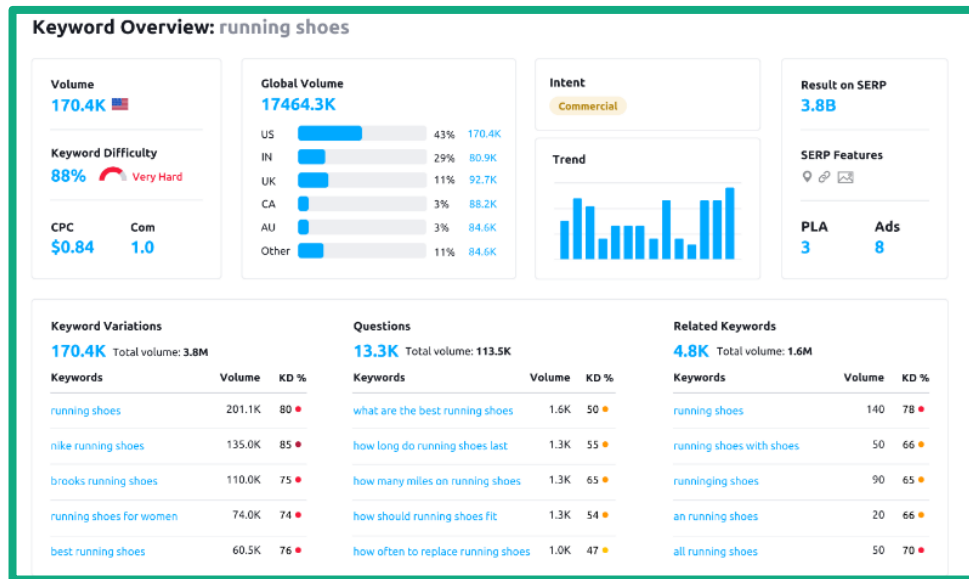 Keyword Overview: running shoes
Volume
170.4K
Keyword Difficulty
88% Very Hard
CPC Com
$0.84 1.0
Global Volume
17464.3K
US 43% 170.4K
IN 29% 80.9K
UK 11% 92.7K
CA 3% 88.2K
AU 3% 84.6K
Other 11% 84.6K
Intent
Commercial
Trend
Result on SERP
3.8B
SERP Features
PLA Ads
3 8
Keyword Variations
170.4K Total volume: 3.8M
Keywords Volume KD %
running shoes 201.1K 80
nike running shoes 135.0K 85
brooks running shoes 110.0K 75
running shoes for women 74.0K 74
best running shoes 60.5K 76
Questions
13.3K Total volume: 113.5K
Keywords Volume KD %
what are the best running shoes 1.6K 50
how long do running shoes last 1.3K 55
how many miles on running shoes 1.3K 65
how should running shoes fit 1.3K 54
how often to replace running shoes 1.0K 47
Related Keywords
4.8K Total volume: 1.6M
Keywords Volume KD %
running shoes 140 78
running shoes with shoes 50 66
runninging shoes 90 65
an running shoes 20 66
all running shoes 50 70